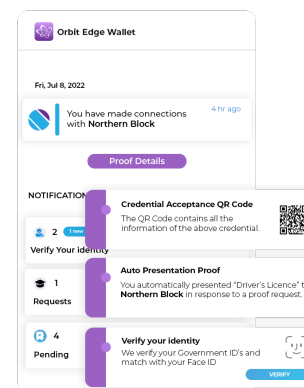 Orbit Edge Wallet
Fri, Jul 8, 2022
You have made connections
with Northern Block
4 hr ago
Proof Details
NOTIFICATION
Credential Acceptance QR Code
The QR Code contains all the
information of the above credential.
2 1 new
Verify Your identity
Auto Presentation Proof
You automatically presented "Driver's Licence" t
Northern Block in response to a proof request.
1
Requests
Verify your identity
We verify your Government ID's and
match with your Face ID
4
Pending
VERIFY